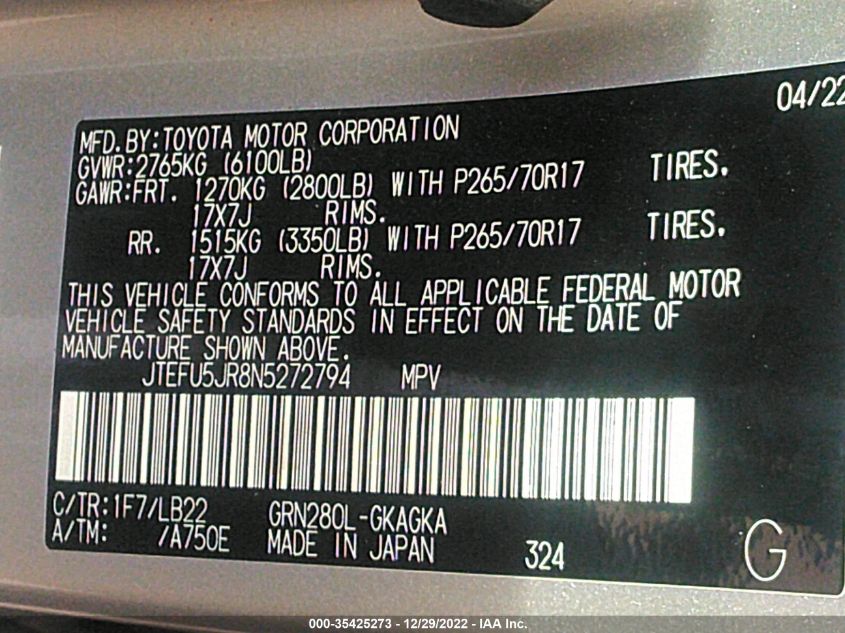 04/22
MFD.BY:TOYOTA MOTOR CORPORATION
GVWR:2765KG (6100LB)
GAWR:FRT. 1270KG (2800LB) WITH P265/70R17 TIRES.
17X7J RIMS.
RR. 1515KG (3350LB) WITH P265/70R17 TIRES.
17X7J RIMS.
THIS VEHICLE CONFORMS TO ALL APPLICABLE FEDERAL MOTOR
VEHICLE SAFETY STANDARDS IN EFFECT ON THE DATE OF
MANUFACTURE SHOWN ABOVE.
JTEFU5JR8N5272794 MPV
C/TR:1F7/LB22 GRN280L-GKAGKA
A/TM: /A750E MADE IN JAPAN 324 G
000-35425273 - 12/29/2022 - IAA Inc.